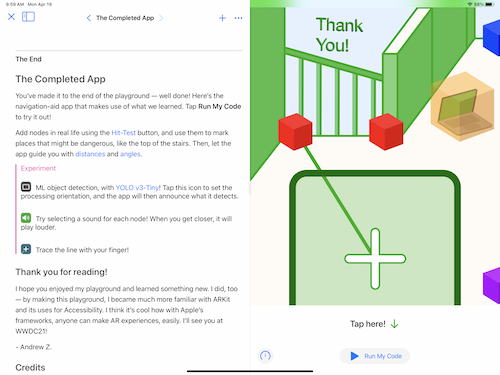 9:59 AM Mon Apr 19
88%
The Completed App
The End
The Completed App
You've made it to the end of the playground — well done! Here's the
navigation-aid app that makes use of what we learned. Tap Run My Code
to try it out!
Add nodes in real life using the Hit-Test button, and use them to mark
places that might be dangerous, like the top of the stairs. Then, let the
app guide you with distances and angles.
Experiment
ML object detection, with YOLO v3-Tiny! Tap this icon to set the
processing orientation, and the app will then announce what it detects.
Try selecting a sound for each node! When you get closer, it will
play louder.
Trace the line with your finger!
Thank you for reading!
I hope you enjoyed my playground and learned something new. I did, too
— by making this playground, I became much more familiar with ARKit
and its uses for Accessibility. I think it's cool how with Apple's
frameworks, anyone can make AR experiences, easily. I'll see you at
WWDC21!
- Andrew Z.
Credits
Thank
You!
Tap here!
Run My Code